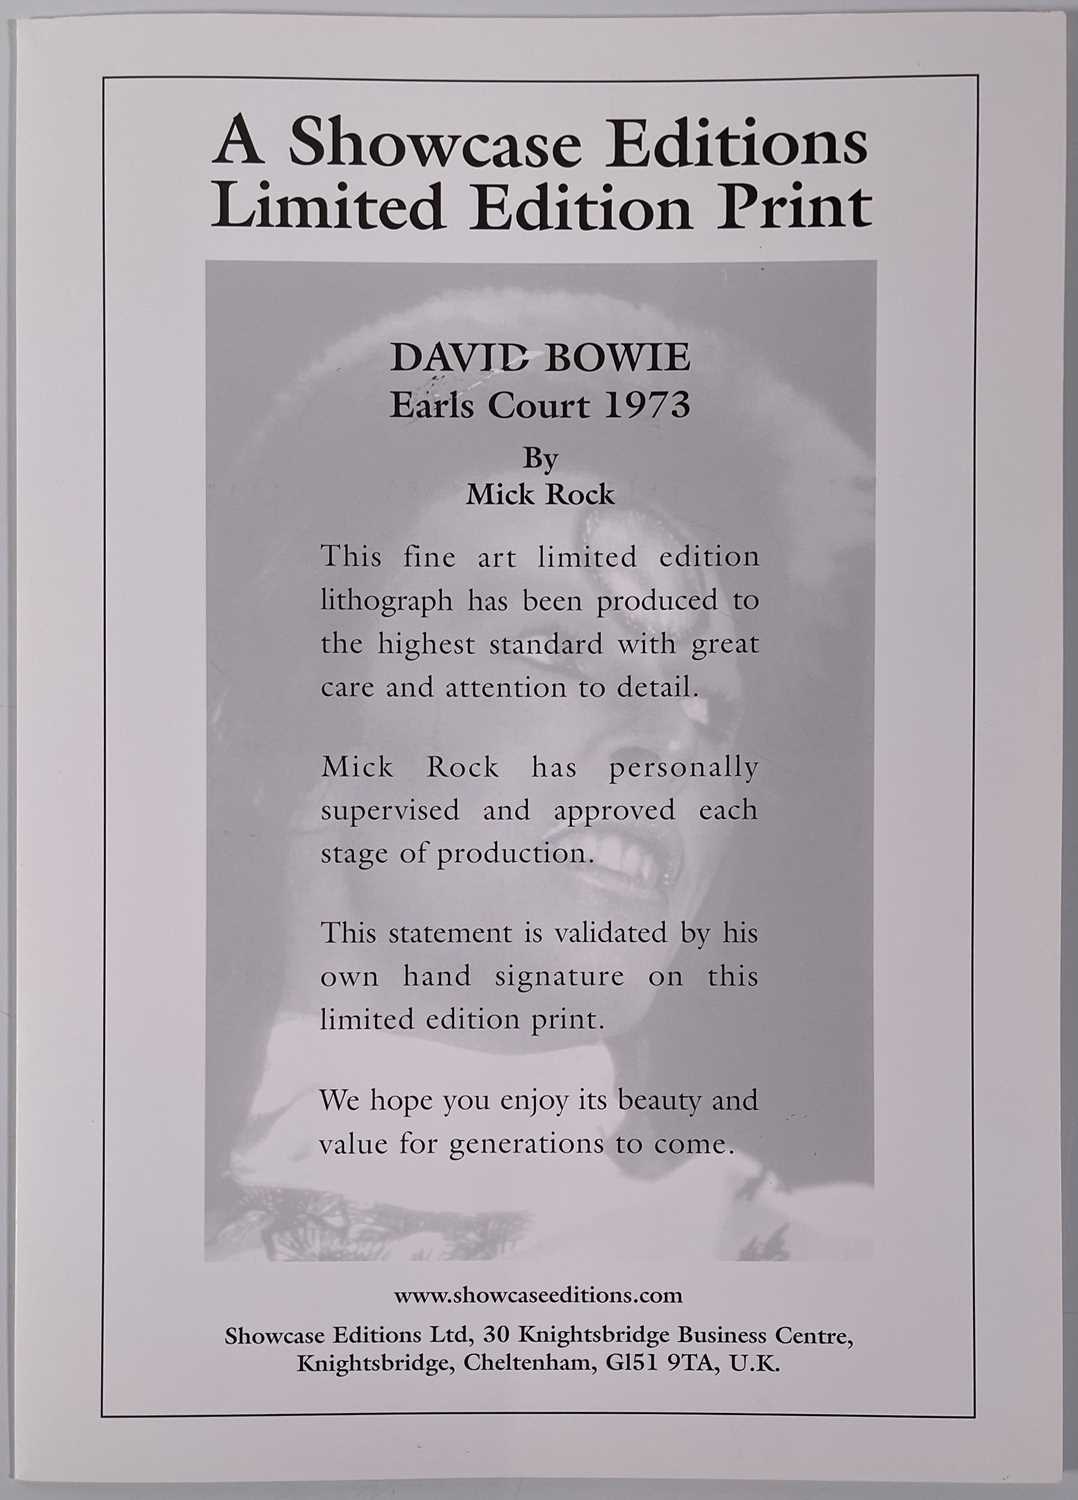 A Showcase Editions
Limited Edition Print
DAVID BOWIE
Earls Court 1973
By
Mick Rock
This fine art limited edition
lithograph has been produced to
the highest standard with great
care and attention to detail.
Mick Rock has personally
supervised and approved each
stage of production.
This statement is validated by his
own hand signature on this
limited edition print.
We hope you enjoy its beauty and
value for generations to come.
www.showcaseeditions.com
Showcase Editions Ltd, 30 Knightsbridge Business Centre,
Knightsbridge, Cheltenham, Gl51 9TA, U.K.